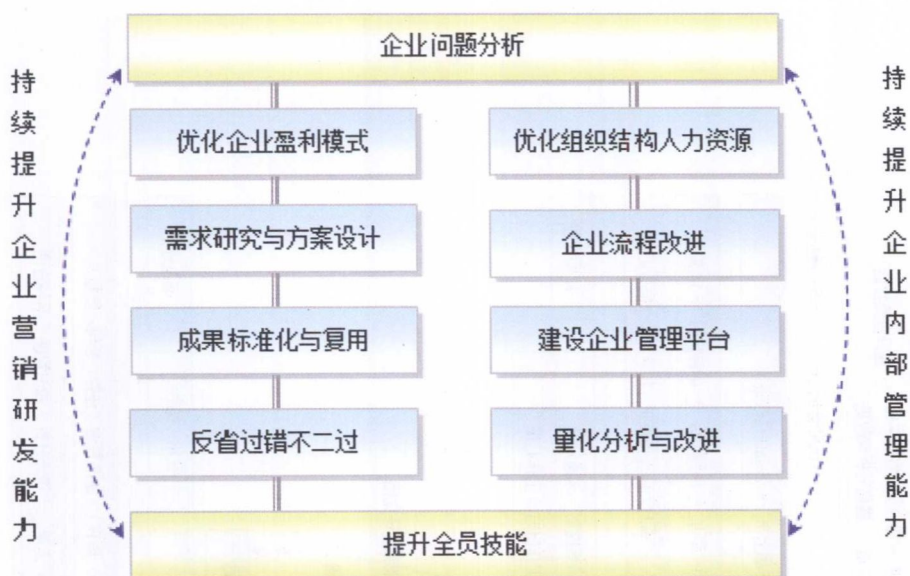 企业问题分析
持续提升企业营销研发能力
优化企业盈利模式
需求研究与方案设计
成果标准化与复用
反省过错不二过
优化组织结构人力资源
企业流程改进
建设企业管理平台
量化分析与改进
持续提升企业内部管理能力
提升全员技能